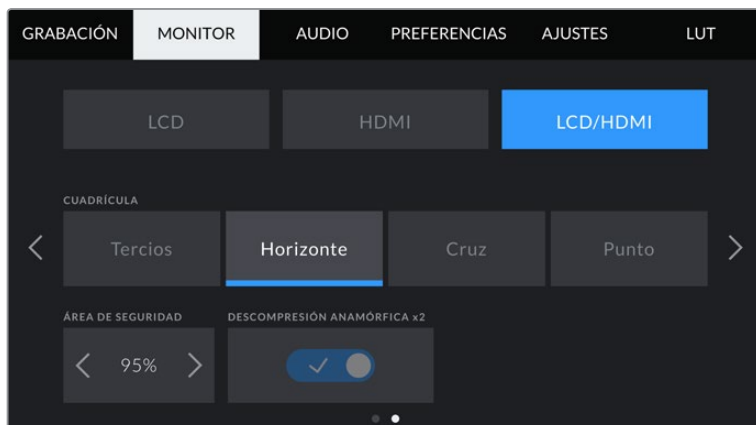 GRABACIÓN MONITOR AUDIO PREFERENCIAS AJUSTES LUT
LCD HDMI LCD/HDMI
CUADRÍCULA
Tercios Horizonte Cruz Punto
ÁREA DE SEGURIDAD DESCOMPRESIÓN ANAMÓRFICA x2
95%